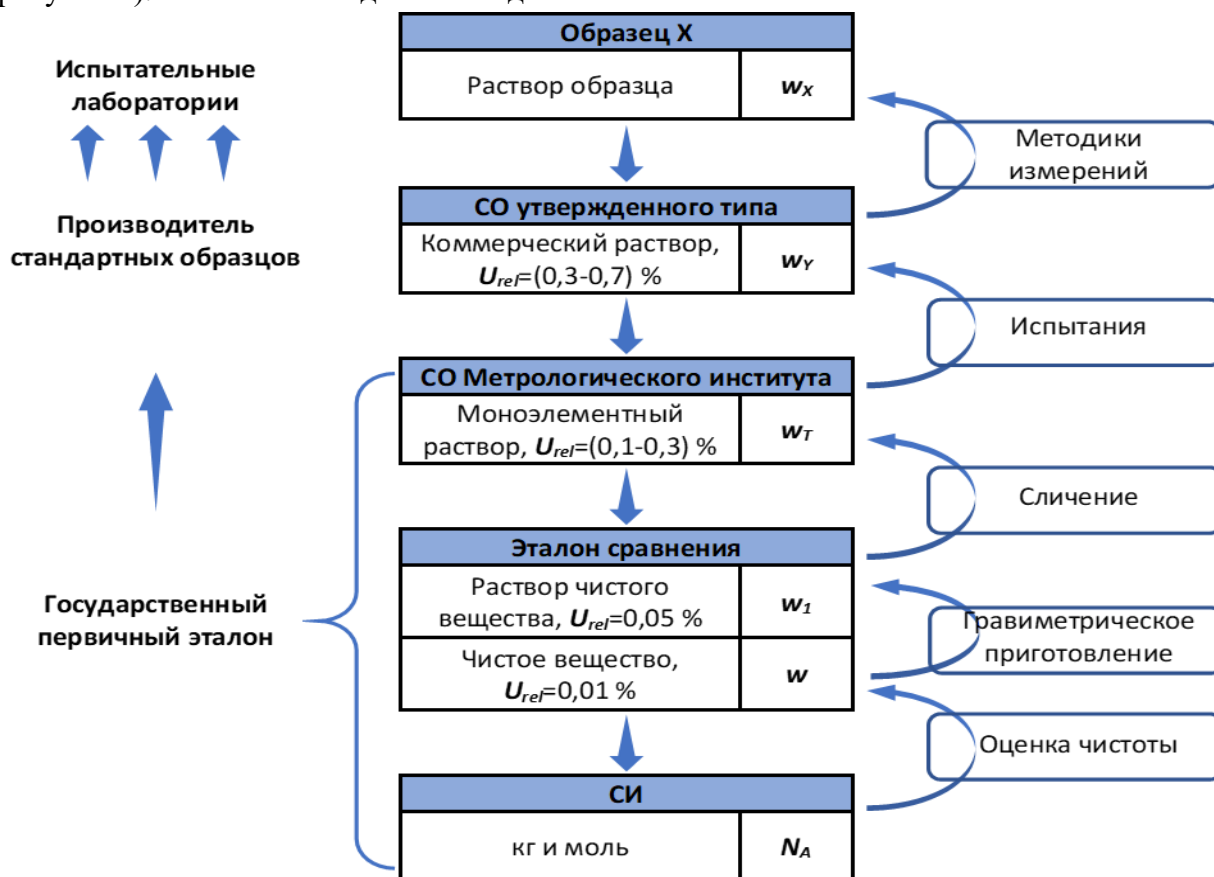 Образец X
Раствор образца
wX
Испытательные
лаборатории
Методики
измерений
СО утвержденного типа
Коммерческий раствор,
Urel=(0,3-0,7) %
wY
Производитель
стандартных образцов
Испытания
СО Метрологического института
Моноэлементный
раствор, Urel=(0,1-0,3) %
wT
Сличение
Эталон сравнения
Раствор чистого
вещества, Urel=0,05 %
w1
Государственный
первичный эталон
Гравиметрическое
приготовление
Чистое вещество,
Urel=0,01 %
w
Оценка чистоты
СИ
кг и моль
NA